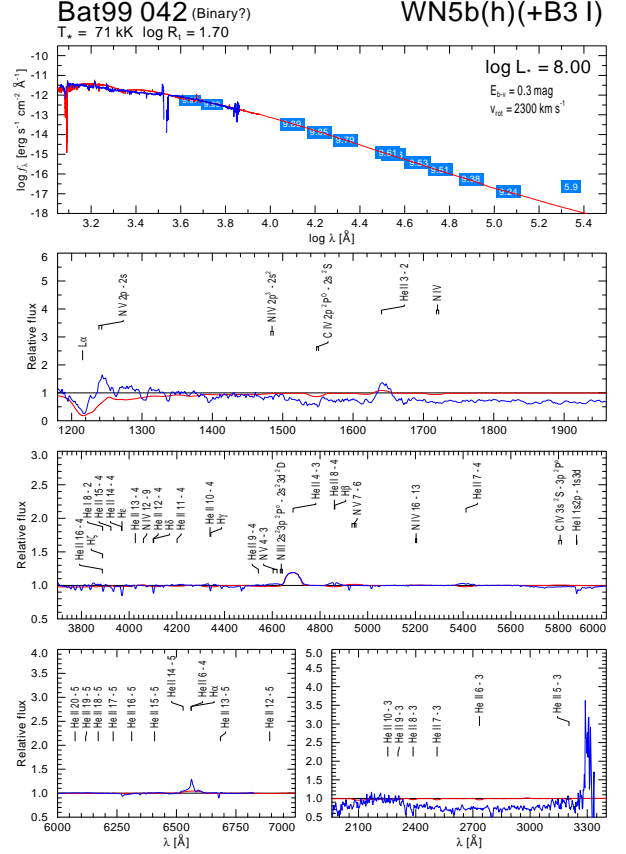 Bat99 042 (Binary?) WN5b(h)(+B3 I)
T* = 71 kK log Rt = 1.70
log L* = 8.00
Eb-v = 0.3 mag
vrot = 2300 km s-1
log fλ [erg s-1 cm-2 Å-1]
-10
-11
-12
-13
-14
-15
-16
-17
-18
9.29
9.85
9.79
9.61
9.53
9.51
9.38
9.24
5.9
3.2 3.4 3.6 3.8 4.0 4.2 4.4 4.6 4.8 5.0 5.2 5.4
log λ [Å]
Relative flux
6
5
4
3
2
1
0
Lα
N V 2p - 2s
N IV 2p3 - 2s2
C IV 2p 2Po - 2s 2S
He II 3 - 2
N IV
1200 1300 1400 1500 1600 1700 1800 1900
Relative flux
3.0
2.5
2.0
1.5
1.0
0.5
He II 16 - 4
Hζ
He I 8 - 2
He II 15 - 4
He II 14 - 4
Hε
He II 13 - 4
N IV 12 - 9
He II 12 - 4
Hδ
He II 11 - 4
He II 10 - 4
Hγ
He II 9 - 4
N V 4 - 3
N III 2s2 3p 2Po - 2s2 3d 2D
He II 4 - 3
He II 8 - 4
Hβ
N V 7 - 6
N IV 16 - 13
He II 7 - 4
C IV 3s 2S - 3p 2Po
He I 1s2p - 1s3d
3800 4000 4200 4400 4600 4800 5000 5200 5400 5600 5800 6000
Relative flux
4.0
3.5
3.0
2.5
2.0
1.5
1.0
0.5
He II 20 - 5
He II 19 - 5
He II 18 - 5
He II 17 - 5
He II 16 - 5
He II 15 - 5
He II 14 - 5
He II 6 - 4
Hα
He II 13 - 5
He II 12 - 5
6000 6250 6500 6750 7000
λ [Å]
5.0
4.5
4.0
3.5
3.0
2.5
2.0
1.5
1.0
0.5
He II 10 - 3
He II 9 - 3
He II 8 - 3
He II 7 - 3
He II 6 - 3
He II 5 - 3
2100 2400 2700 3000 3300
λ [Å]